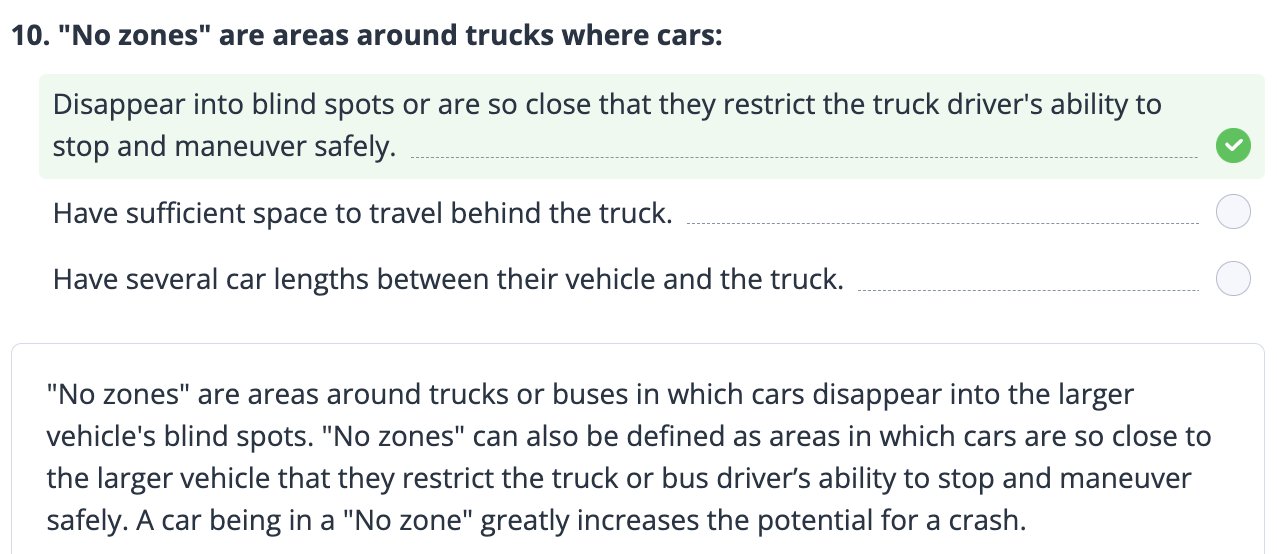 10. "No zones" are areas around trucks where cars:
Disappear into blind spots or are so close that they restrict the truck driver's ability to
stop and maneuver safely.
Have sufficient space to travel behind the truck.
Have several car lengths between their vehicle and the truck.
"No zones" are areas around trucks or buses in which cars disappear into the larger
vehicle's blind spots. "No zones" can also be defined as areas in which cars are so close to
the larger vehicle that they restrict the truck or bus driver’s ability to stop and maneuver
safely. A car being in a "No zone" greatly increases the potential for a crash.